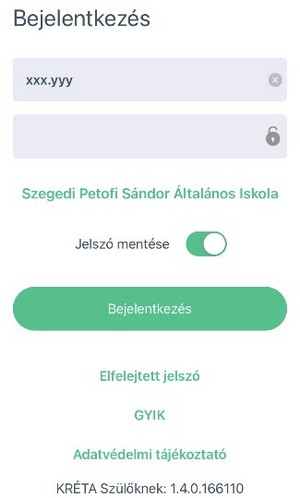 Bejelentkezés
xxx.yyy
Szegedi Petofi Sándor Általános Iskola
Jelszó mentése
Bejelentkezés
Elfelejtett jelszó
GYIK
Adatvédelmi tájékoztató
KRÉTA Szülőknek: 1.4.0.166110